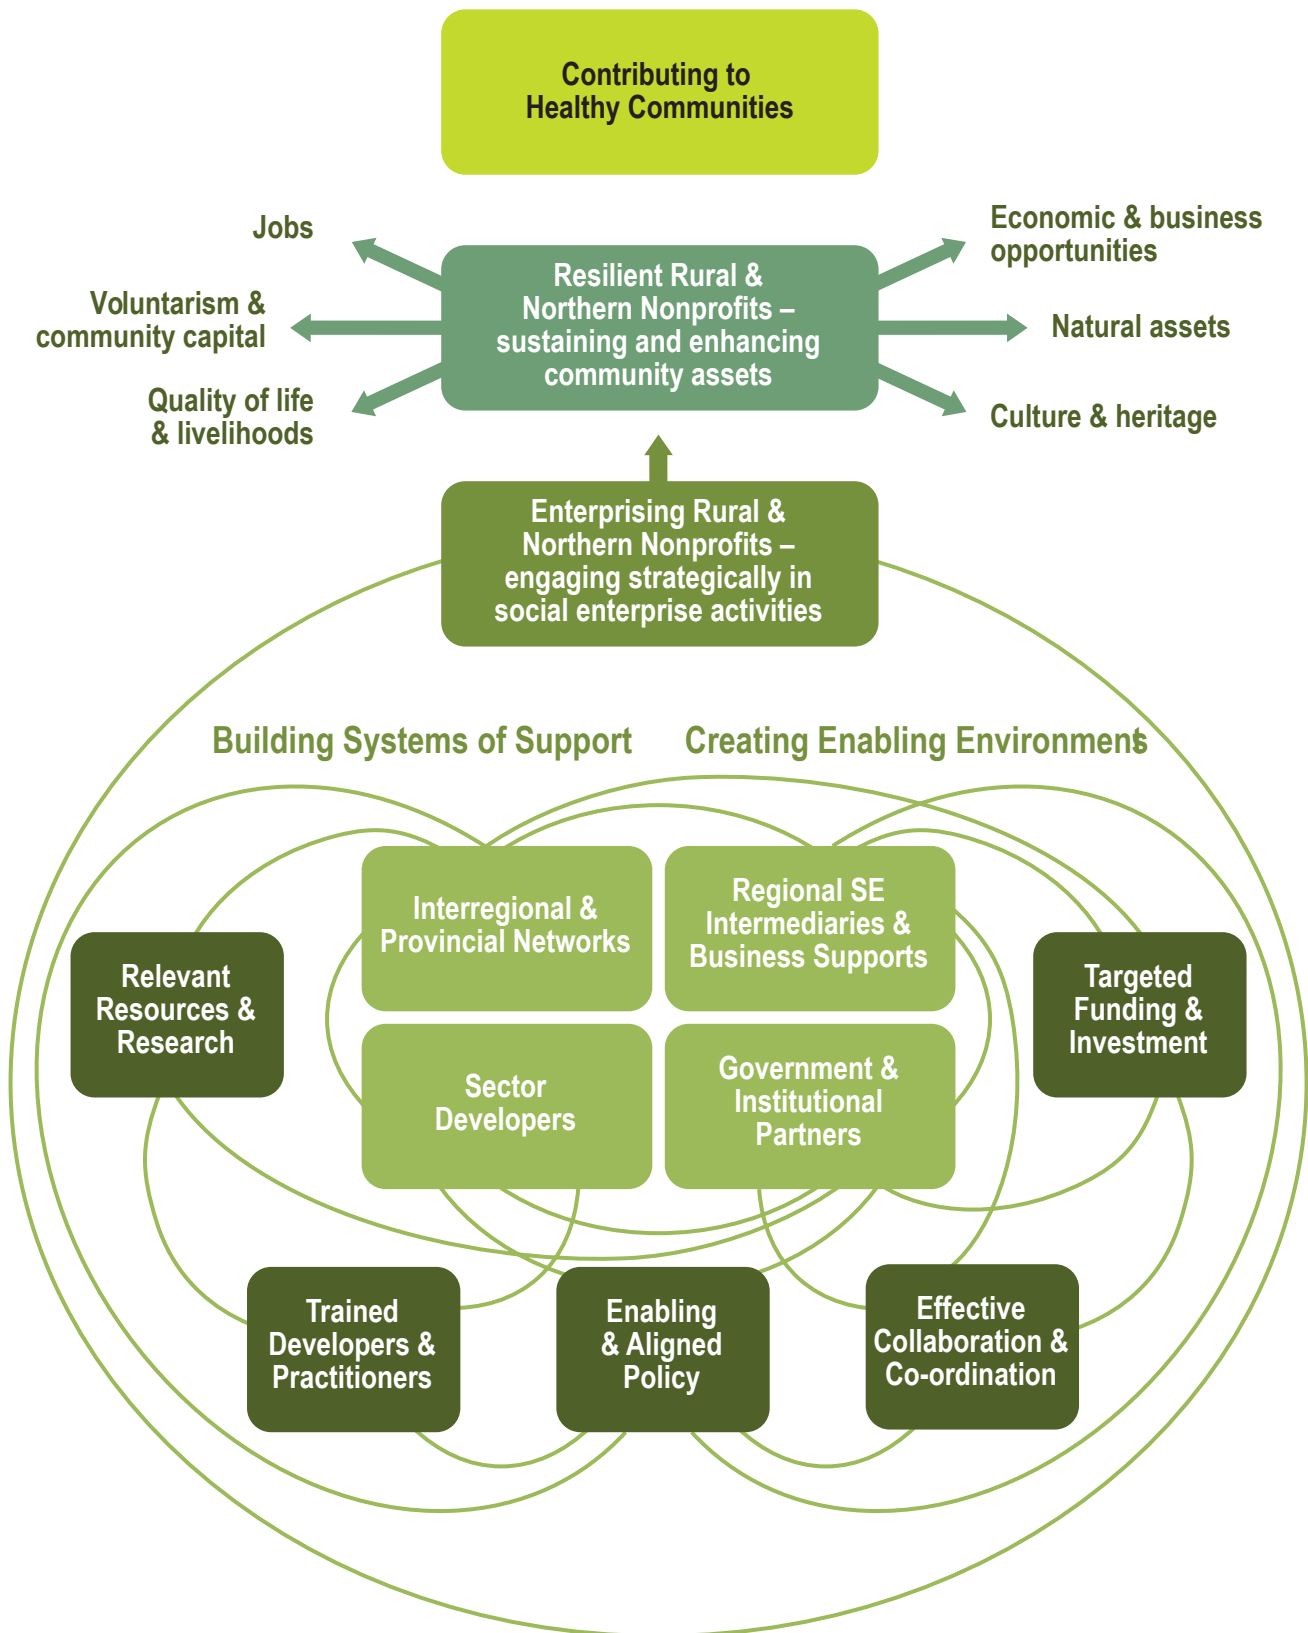 Contributing to
Healthy Communities
Jobs
Voluntarism &
community capital
Quality of life
& livelihoods
Resilient Rural &
Northern Nonprofits –
sustaining and enhancing
community assets
Economic & business
opportunities
Natural assets
Culture & heritage
Enterprising Rural &
Northern Nonprofits –
engaging strategically in
social enterprise activities
Building Systems of Support
Creating Enabling Environments
Interregional &
Provincial Networks
Regional SE
Intermediaries &
Business Supports
Relevant
Resources &
Research
Targeted
Funding &
Investment
Sector
Developers
Government &
Institutional
Partners
Trained
Developers &
Practitioners
Enabling
& Aligned
Policy
Effective
Collaboration &
Co-ordination